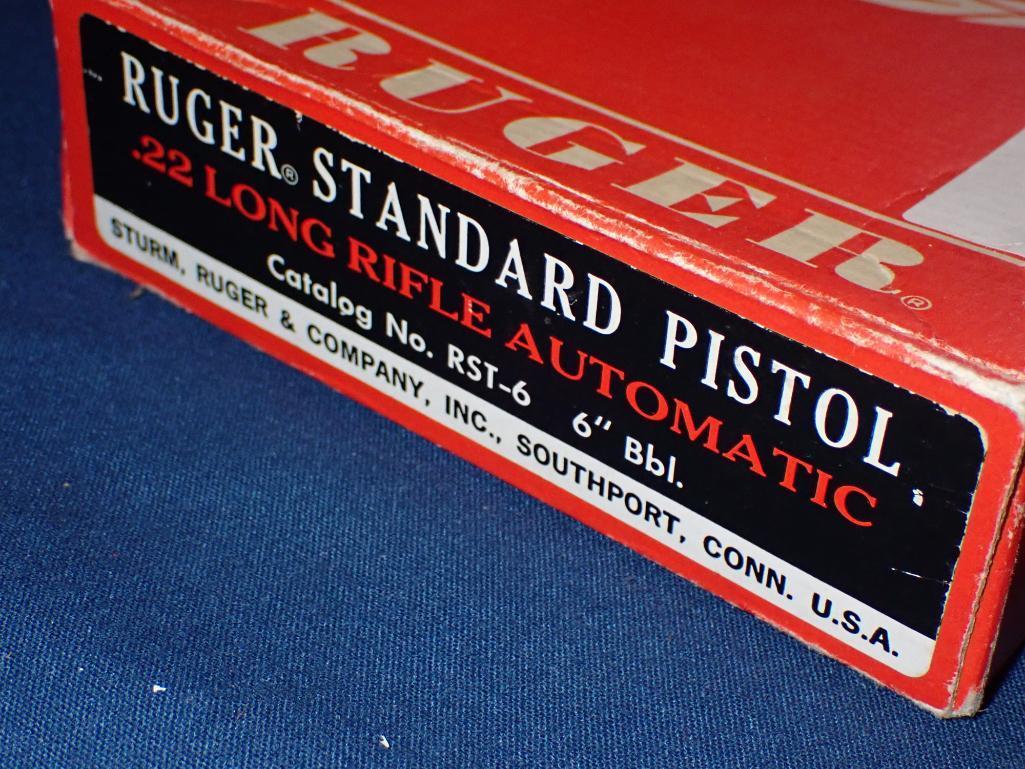 RUGER®
RUGER® STANDARD PISTOL
.22 LONG RIFLE AUTOMATIC
Catalog No. RST-6 6" Bbl.
STURM, RUGER & COMPANY, INC., SOUTHPORT, CONN. U.S.A.